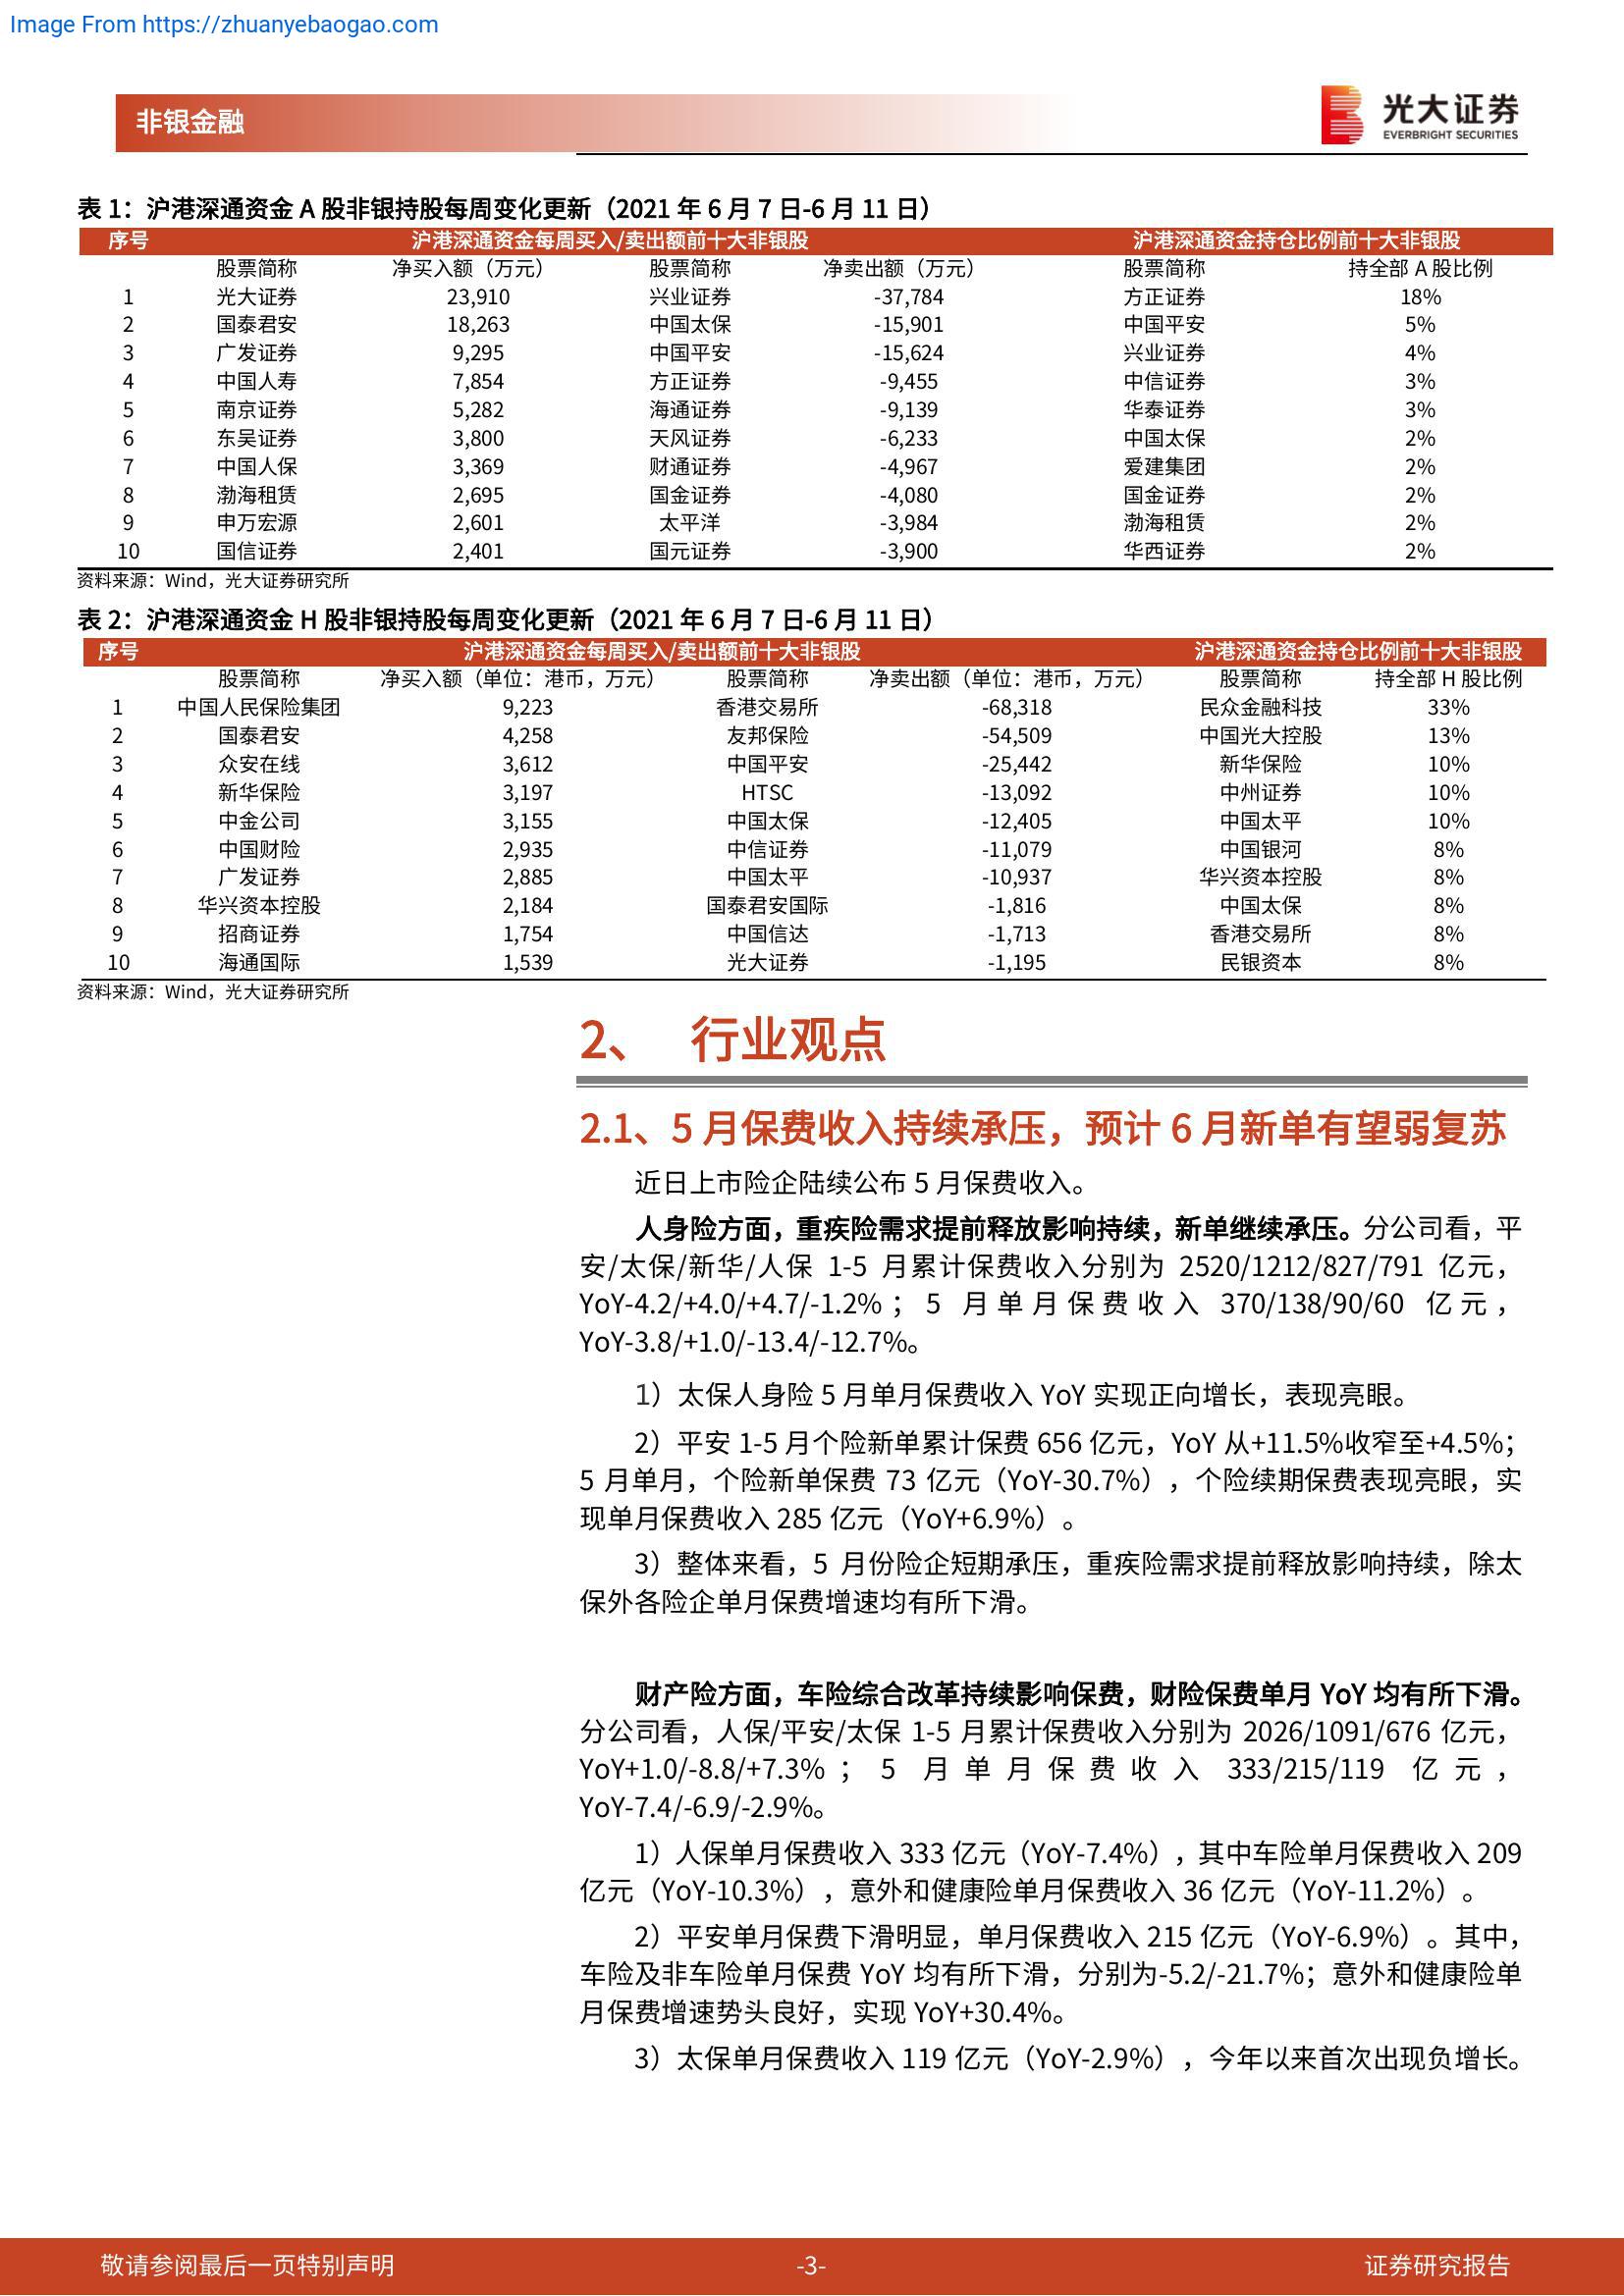 Image From https://zhuanyebaogao.com
非银金融
光大证券
EVERBRIGHT SECURITIES
表 1：沪港深通资金 A 股非银持股每周变化更新（2021 年 6 月 7 日-6 月 11 日）
序号 沪港深通资金每周买入/卖出额前十大非银股 沪港深通资金持仓比例前十大非银股
股票简称 净买入额（万元） 股票简称 净卖出额（万元） 股票简称 持全部 A 股比例
1 光大证券 23,910 兴业证券 -37,784 方正证券 18%
2 国泰君安 18,263 中国太保 -15,901 中国平安 5%
3 广发证券 9,295 中国平安 -15,624 兴业证券 4%
4 中国人寿 7,854 方正证券 -9,455 中信证券 3%
5 南京证券 5,282 海通证券 -9,139 华泰证券 3%
6 东吴证券 3,800 天风证券 -6,233 中国太保 2%
7 中国人保 3,369 财通证券 -4,967 爱建集团 2%
8 渤海租赁 2,695 国金证券 -4,080 国金证券 2%
9 申万宏源 2,601 太平洋 -3,984 渤海租赁 2%
10 国信证券 2,401 国元证券 -3,900 华西证券 2%
资料来源：Wind，光大证券研究所
表 2：沪港深通资金 H 股非银持股每周变化更新（2021 年 6 月 7 日-6 月 11 日）
序号 沪港深通资金每周买入/卖出额前十大非银股 沪港深通资金持仓比例前十大非银股
股票简称 净买入额（单位：港币，万元） 股票简称 净卖出额（单位：港币，万元） 股票简称 持全部 H 股比例
1 中国人民保险集团 9,223 香港交易所 -68,318 民众金融科技 33%
2 国泰君安 4,258 友邦保险 -54,509 中国光大控股 13%
3 众安在线 3,612 中国平安 -25,442 新华保险 10%
4 新华保险 3,197 HTSC -13,092 中州证券 10%
5 中金公司 3,155 中国太保 -12,405 中国太平 10%
6 中国财险 2,935 中信证券 -11,079 中国银河 8%
7 广发证券 2,885 中国太平 -10,937 华兴资本控股 8%
8 华兴资本控股 2,184 国泰君安国际 -1,816 中国太保 8%
9 招商证券 1,754 中国信达 -1,713 香港交易所 8%
10 海通国际 1,539 光大证券 -1,195 民银资本 8%
资料来源：Wind，光大证券研究所
2、 行业观点
2.1、5 月保费收入持续承压，预计 6 月新单有望弱复苏
近日上市险企陆续公布 5 月保费收入。
人身险方面，重疾险需求提前释放影响持续，新单继续承压。分公司看，平
安/太保/新华/人保 1-5 月累计保费收入分别为 2520/1212/827/791 亿元，
YoY-4.2/+4.0/+4.7/-1.2%；5 月单月保费收入 370/138/90/60 亿元，
YoY-3.8/+1.0/-13.4/-12.7%。
1）太保人身险 5 月单月保费收入 YoY 实现正向增长，表现亮眼。
2）平安 1-5 月个险新单累计保费 656 亿元，YoY 从+11.5%收窄至+4.5%；
5 月单月，个险新单保费 73 亿元（YoY-30.7%），个险续期保费表现亮眼，实
现单月保费收入 285 亿元（YoY+6.9%）。
3）整体来看，5 月份险企短期承压，重疾险需求提前释放影响持续，除太
保外各险企单月保费增速均有所下滑。
财产险方面，车险综合改革持续影响保费，财险保费单月 YoY 均有所下滑。
分公司看，人保/平安/太保 1-5 月累计保费收入分别为 2026/1091/676 亿元，
YoY+1.0/-8.8/+7.3%；5 月单月保费收入 333/215/119 亿元，
YoY-7.4/-6.9/-2.9%。
1）人保单月保费收入 333 亿元（YoY-7.4%），其中车险单月保费收入 209
亿元（YoY-10.3%），意外和健康险单月保费收入 36 亿元（YoY-11.2%）。
2）平安单月保费下滑明显，单月保费收入 215 亿元（YoY-6.9%）。其中，
车险及非车险单月保费 YoY 均有所下滑，分别为-5.2/-21.7%；意外和健康险单
月保费增速势头良好，实现 YoY+30.4%。
3）太保单月保费收入 119 亿元（YoY-2.9%），今年以来首次出现负增长。
敬请参阅最后一页特别声明 -3- 证券研究报告